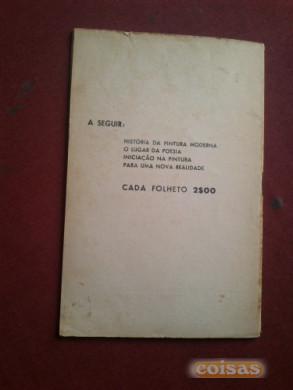 A SEGUIR:
HISTÓRIA DA PINTURA MODERNA
O LUGAR DA POESIA
INICIAÇÃO NA PINTURA
PARA UMA NOVA REALIDADE
CADA FOLHETO 2$00
coisas